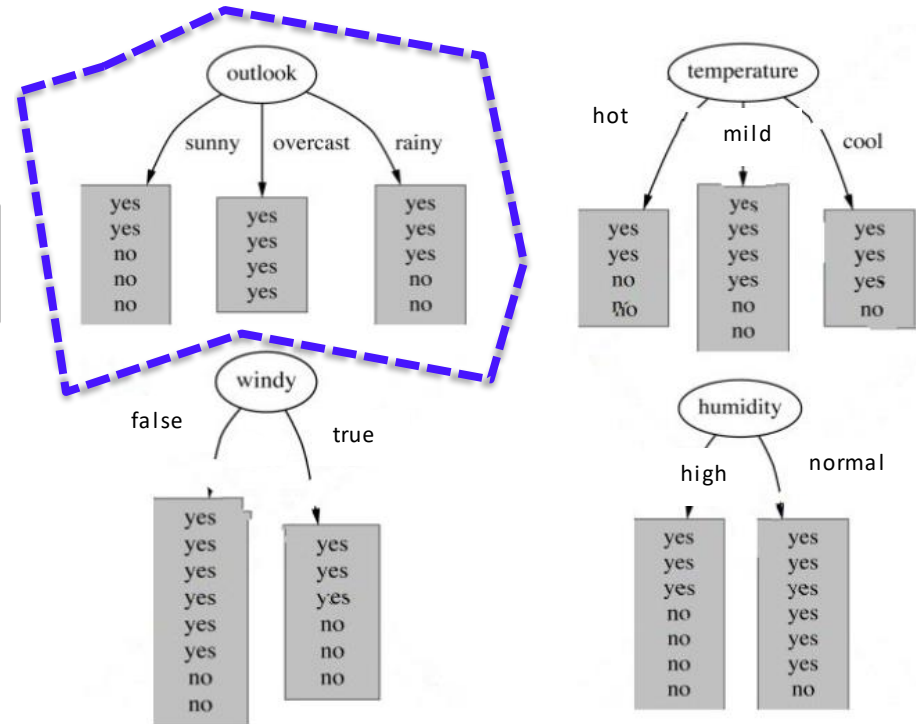 outlook
sunny overcast rainy
yes
yes
no
no
no
yes
yes
yes
yes
yes
yes
yes
no
no
temperature
hot mild cool
yes
yes
no
no
yes
yes
yes
yes
no
no
yes
yes
yes
no
windy
false true
yes
yes
yes
yes
yes
yes
no
no
yes
yes
yes
no
no
no
humidity
high normal
yes
yes
yes
no
no
no
no
yes
yes
yes
yes
yes
yes
no